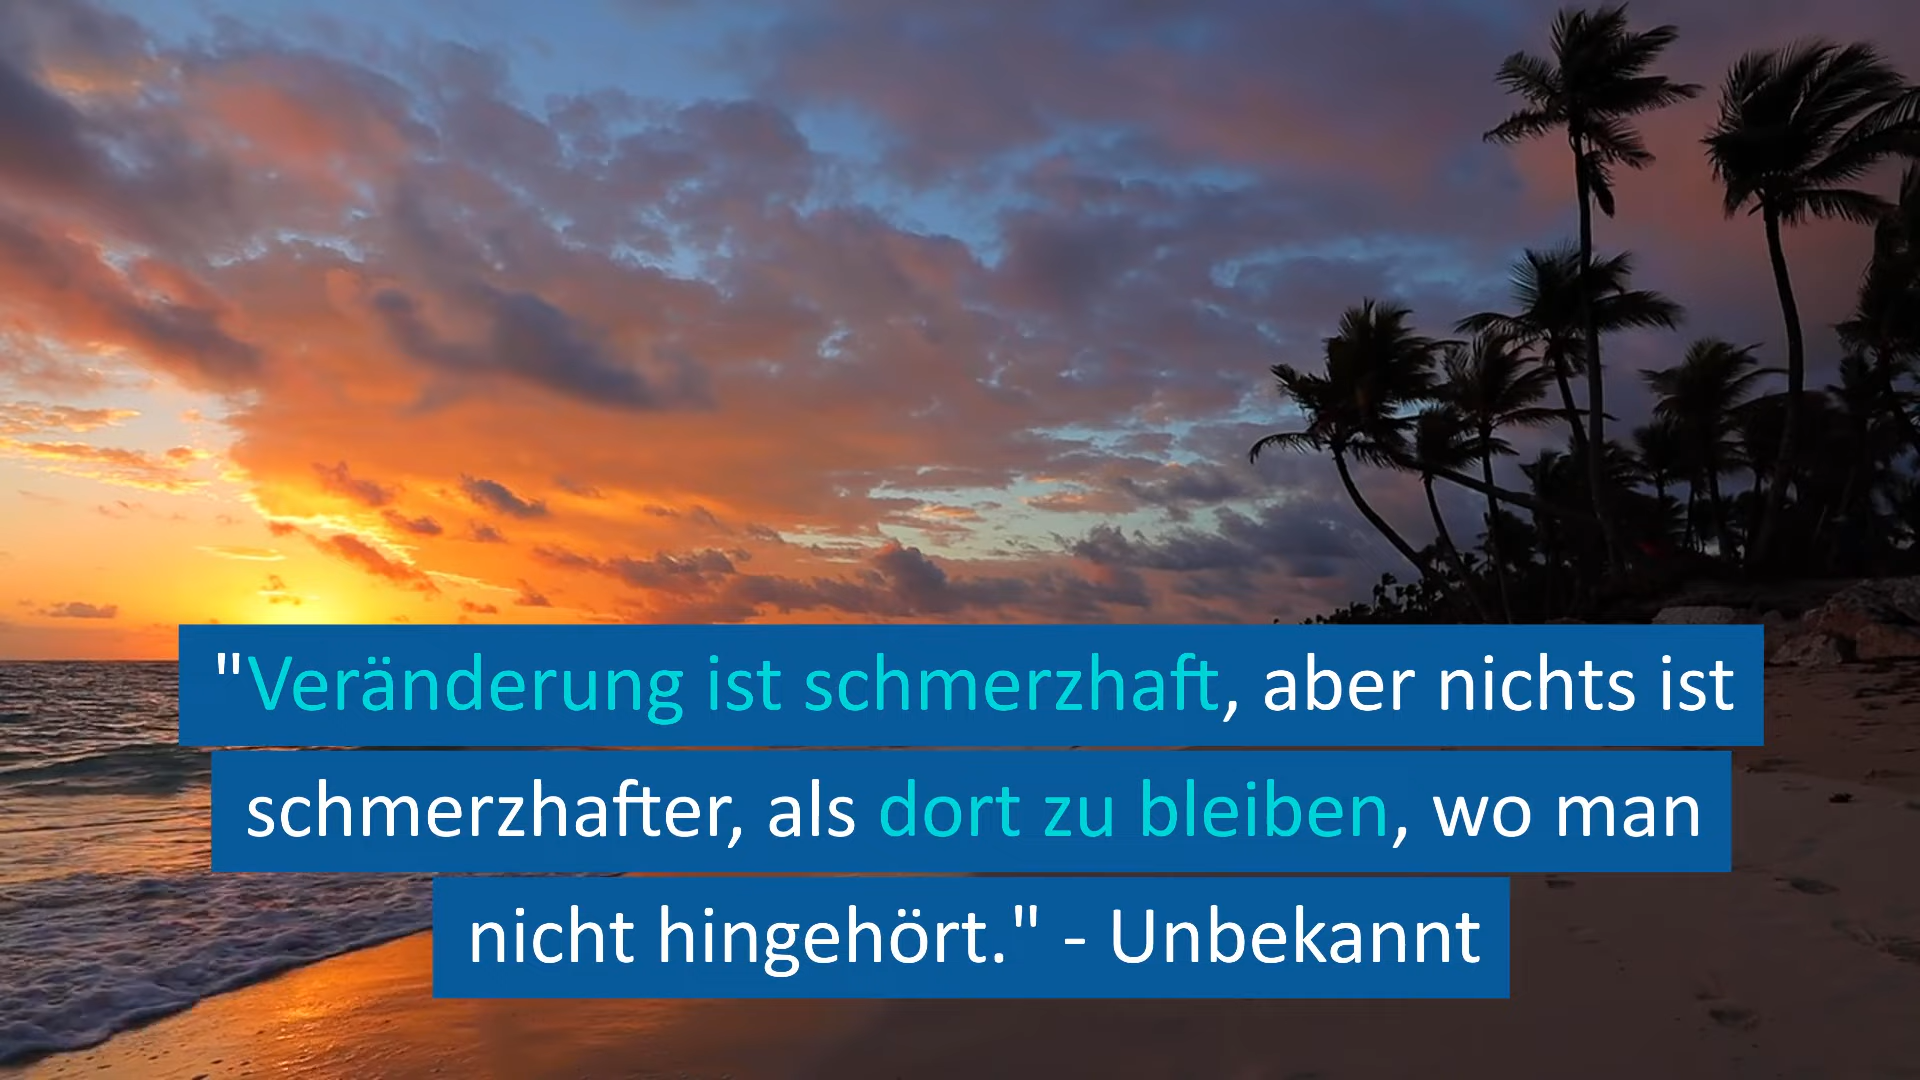 "Veränderung ist schmerzhaft, aber nichts ist
schmerzhafter, als dort zu bleiben, wo man
nicht hingehört." - Unbekannt